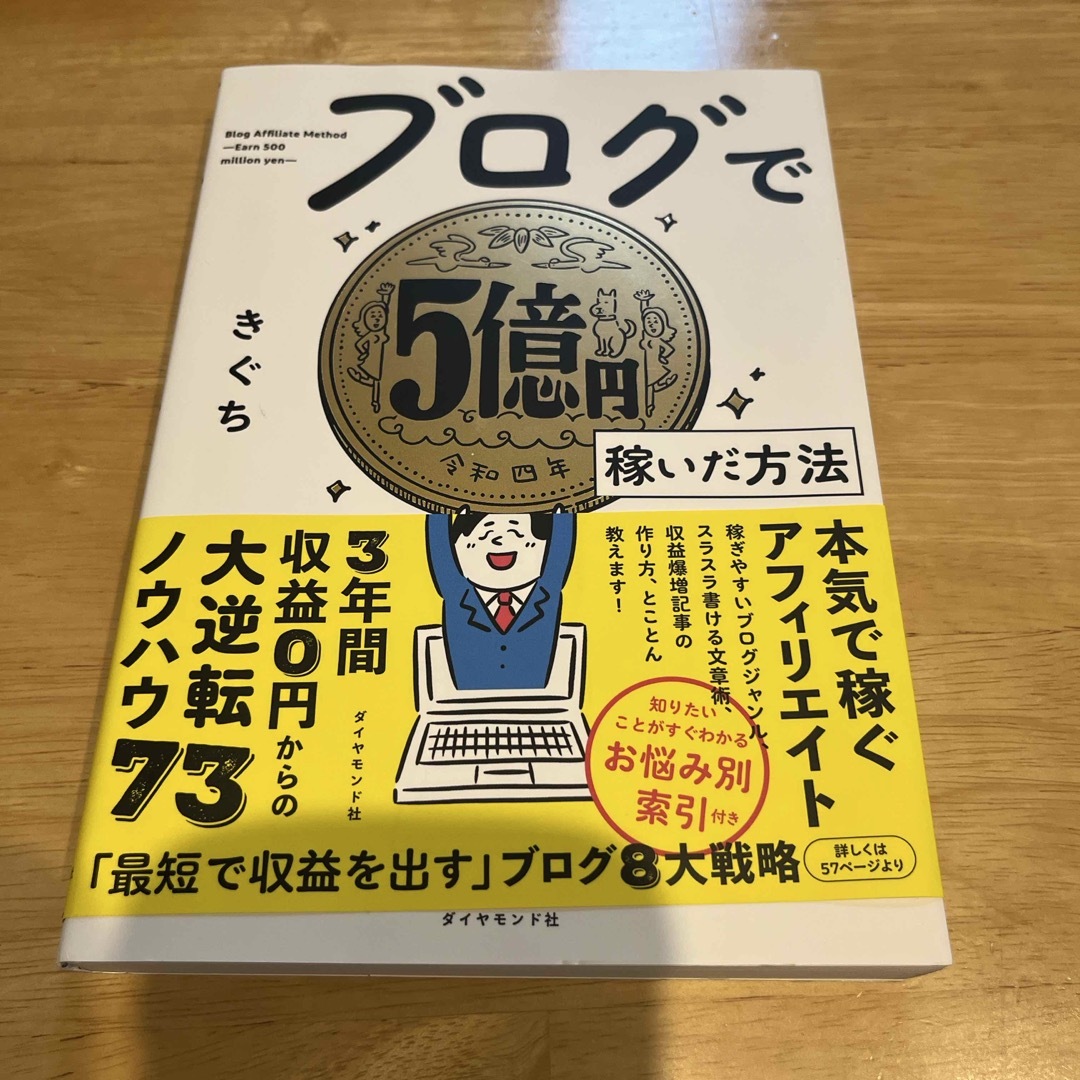 Blog Affiliate Method
—Earn 500
million yen—
ブログで
5億円
令和四年
稼いだ方法
きぐち
本気で稼ぐ
アフィリエイト
稼ぎやすいブログジャンル、
スラスラ書ける文章術、
収益爆増記事の
作り方、とことん
教えます!
3年間
収益0円からの
大逆転
ノウハウ
73
ダイヤモンド社
知りたい
ことがすぐわかる
お悩み別
索引付き
「最短で収益を出す」ブログ8大戦略
詳しくは
57ページより
ダイヤモンド社